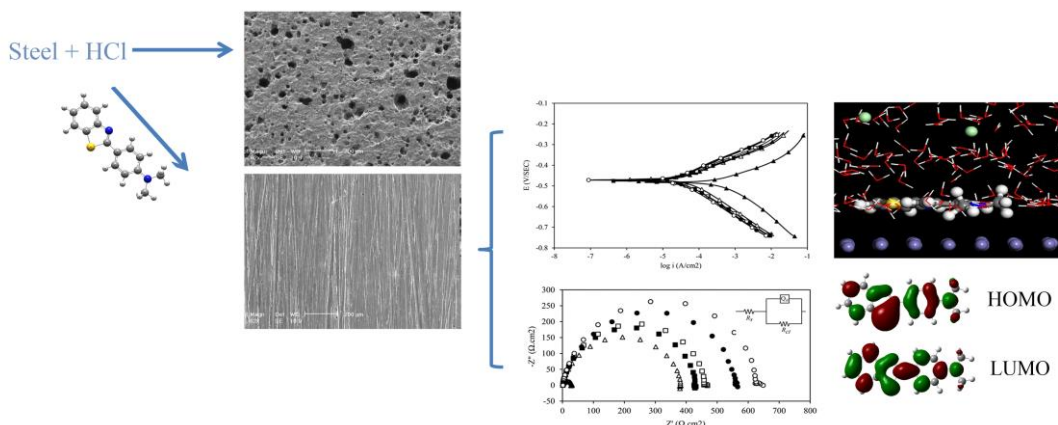 Steel + HCl
-0.1
-0.2
-0.3
-0.4
-0.5
-0.6
-0.7
-0.8
E (V/SEC)
-8 -7 -6 -5 -4 -3 -2 -1
log i (A/cm2)
300
250
200
150
100
50
0
-50
-Z" (Ω.cm2)
0 100 200 300 400 500 600 700 800
Z' (Ω.cm2)
HOMO
LUMO